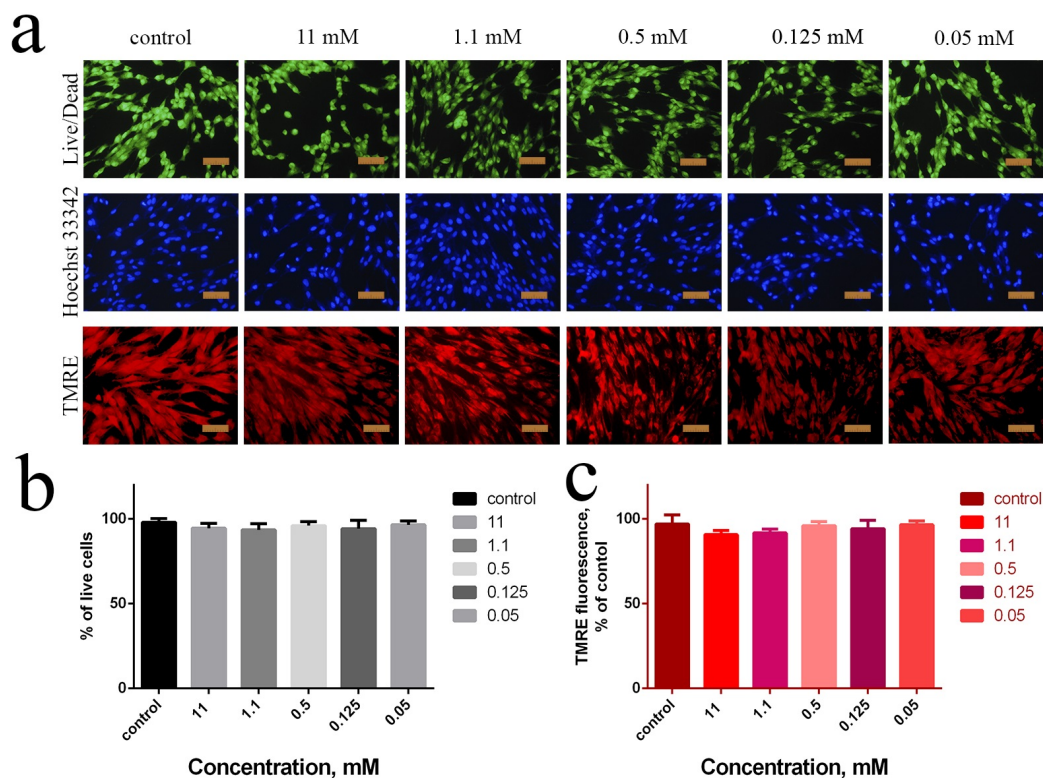 a
control 11 mM 1.1 mM 0.5 mM 0.125 mM 0.05 mM
Live/Dead
Hoechst 33342
TMRE
b
% of live cells
100
50
0
control 11 1.1 0.5 0.125 0.05
Concentration, mM
control
11
1.1
0.5
0.125
0.05
c
TMRE fluorescence,
% of contol
100
50
0
control 11 1.1 0.5 0.125 0.05
Concentration, mM
control
11
1.1
0.5
0.125
0.05